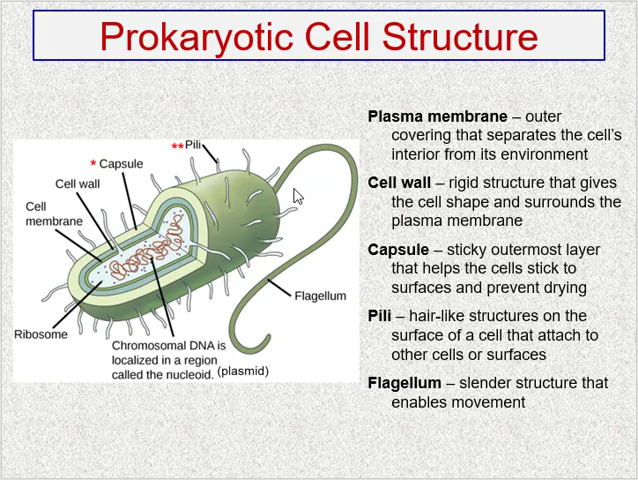 Prokaryotic Cell Structure
** Pili
* Capsule
Cell wall
Cell
membrane
Ribosome
Flagellum
Chromosomal DNA is
localized in a region
called the nucleoid. (plasmid)
Plasma membrane – outer
covering that separates the cell’s
interior from its environment
Cell wall – rigid structure that gives
the cell shape and surrounds the
plasma membrane
Capsule – sticky outermost layer
that helps the cells stick to
surfaces and prevent drying
Pili – hair-like structures on the
surface of a cell that attach to
other cells or surfaces
Flagellum – slender structure that
enables movement